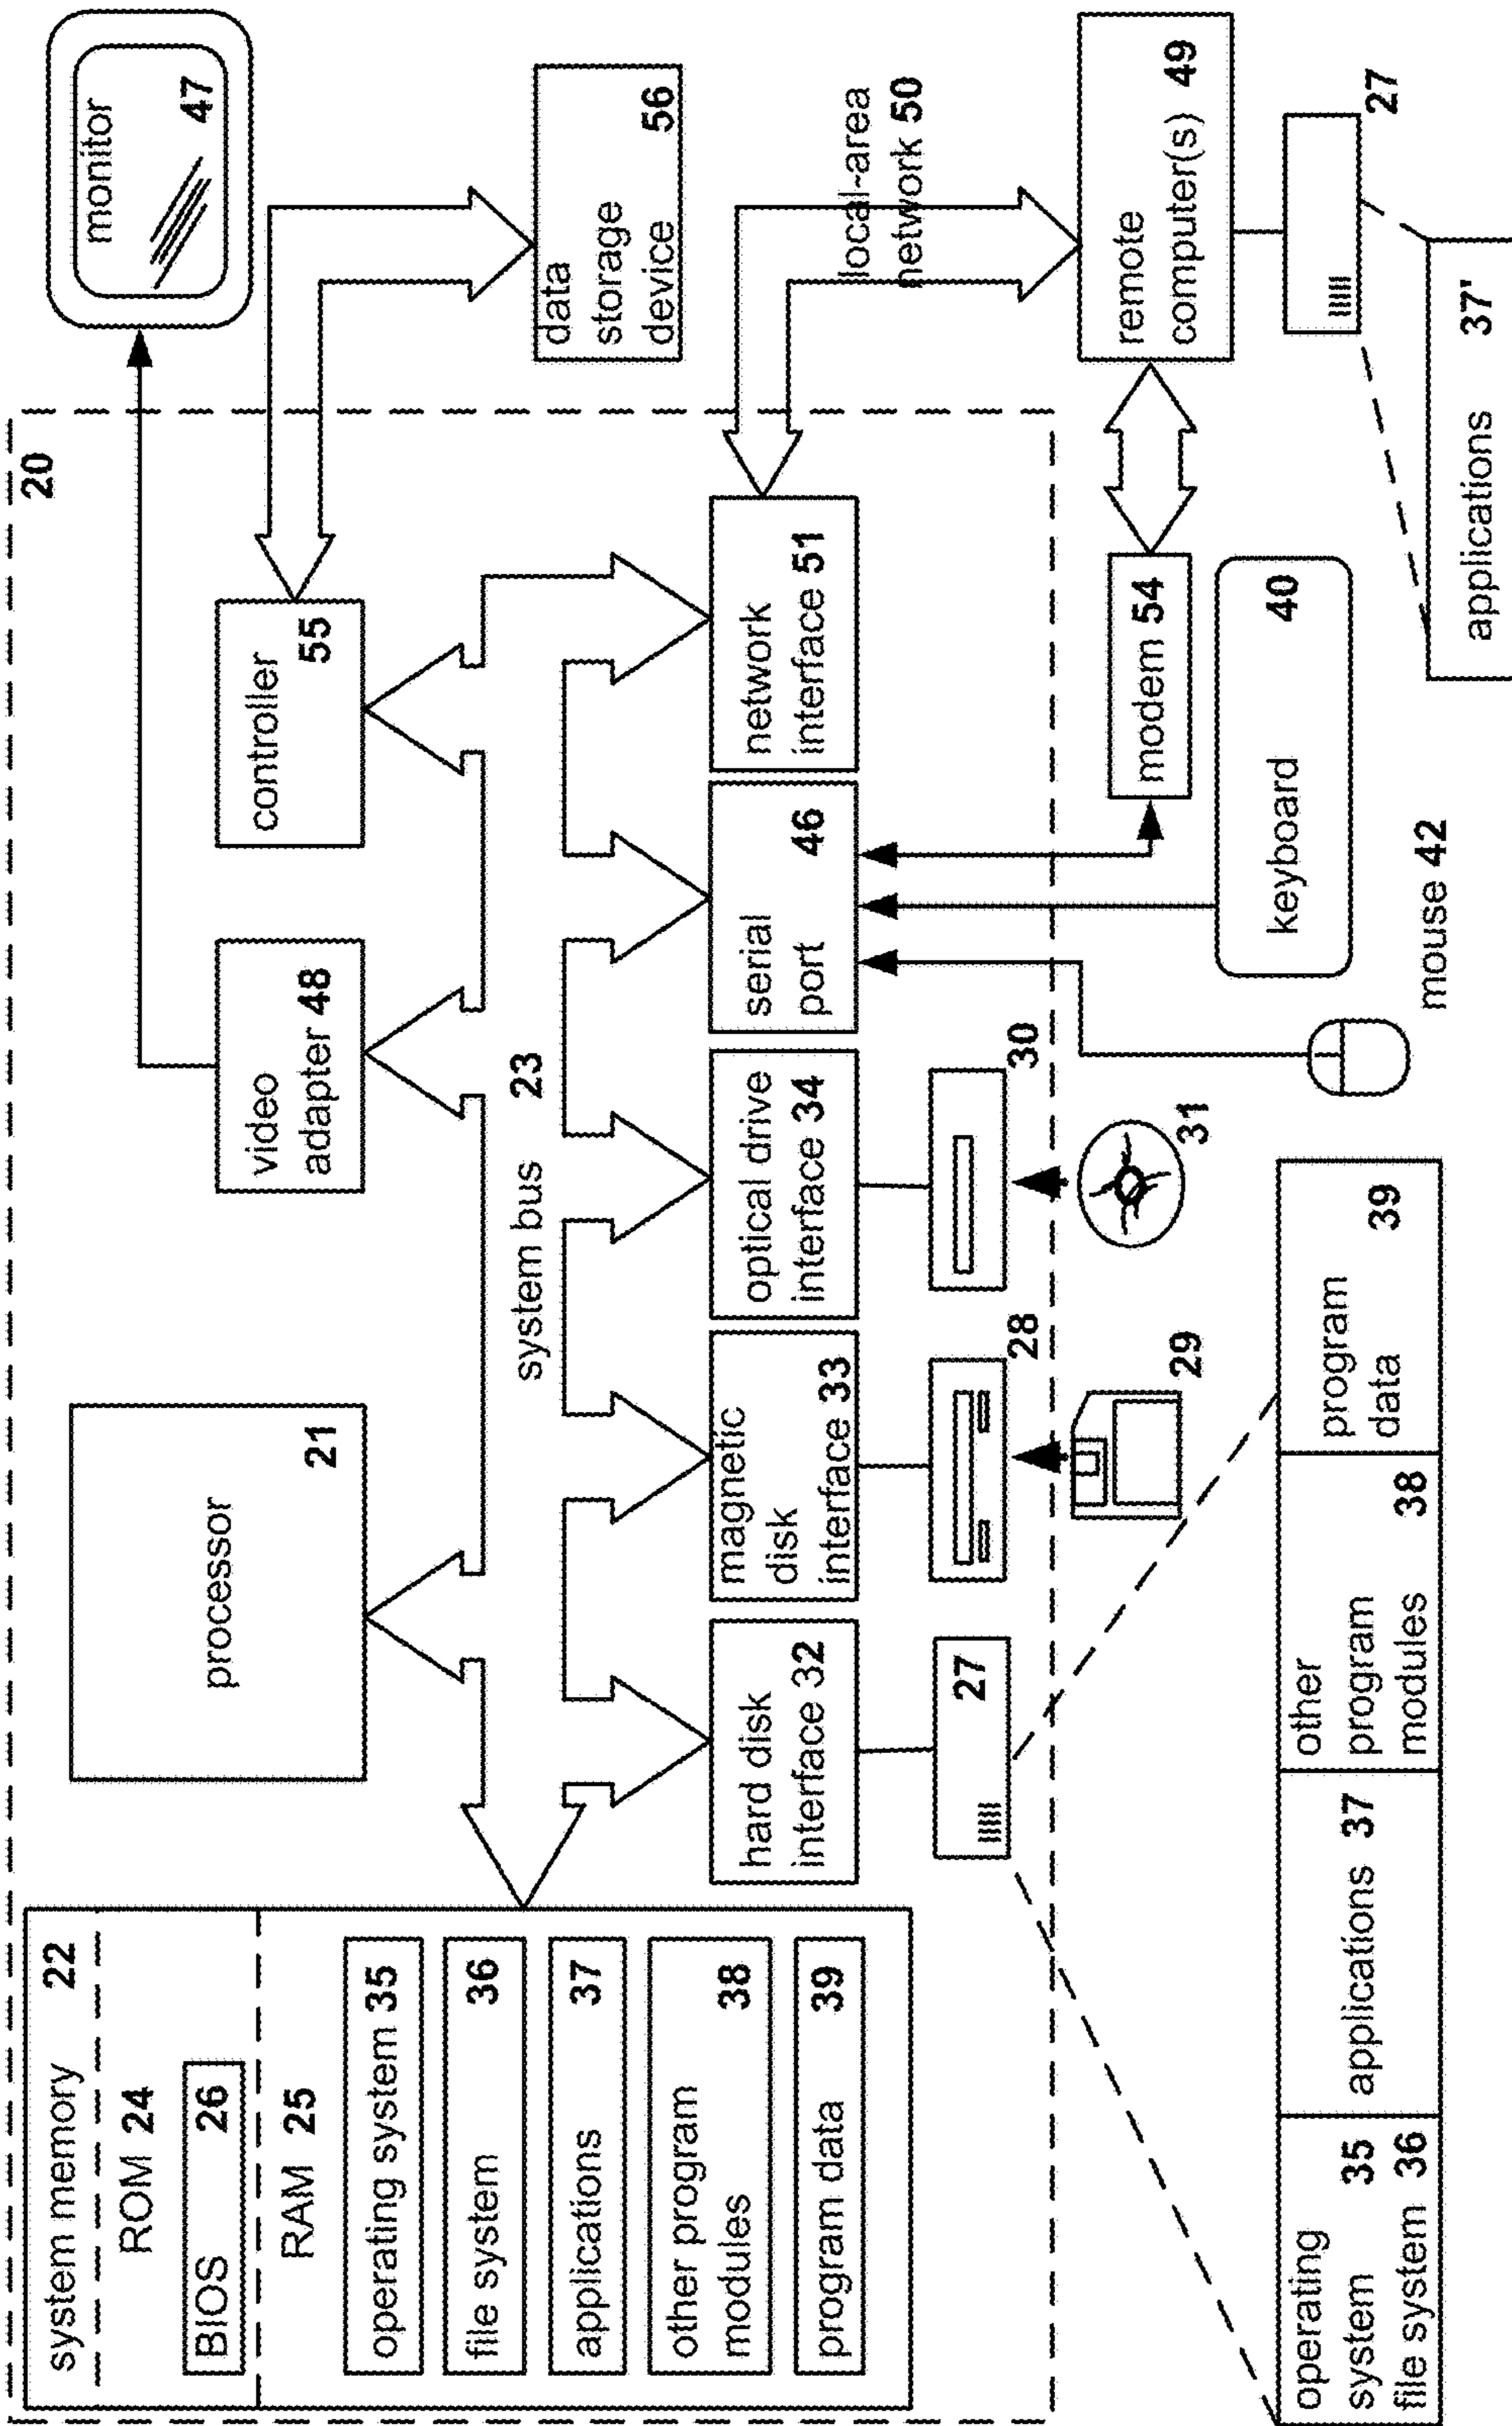 20
system memory 22
ROM 24
BIOS 26
RAM 25
operating system 35
file system 36
applications 37
other program
modules 38
program data 39
processor
21
video
adapter 48
controller
55
monitor
47
system bus 23
data
storage
device 56
hard disk
interface 32
magnetic
disk
interface 33
optical drive
interface 34
serial
port 46
network
interface 51
local-area
network 50
27
28
30
29
31
modem 54
remote
computer(s) 49
keyboard 40
mouse 42
27
operating
system 35
file system 36
applications 37
other
program
modules 38
program
data 39
applications 37'